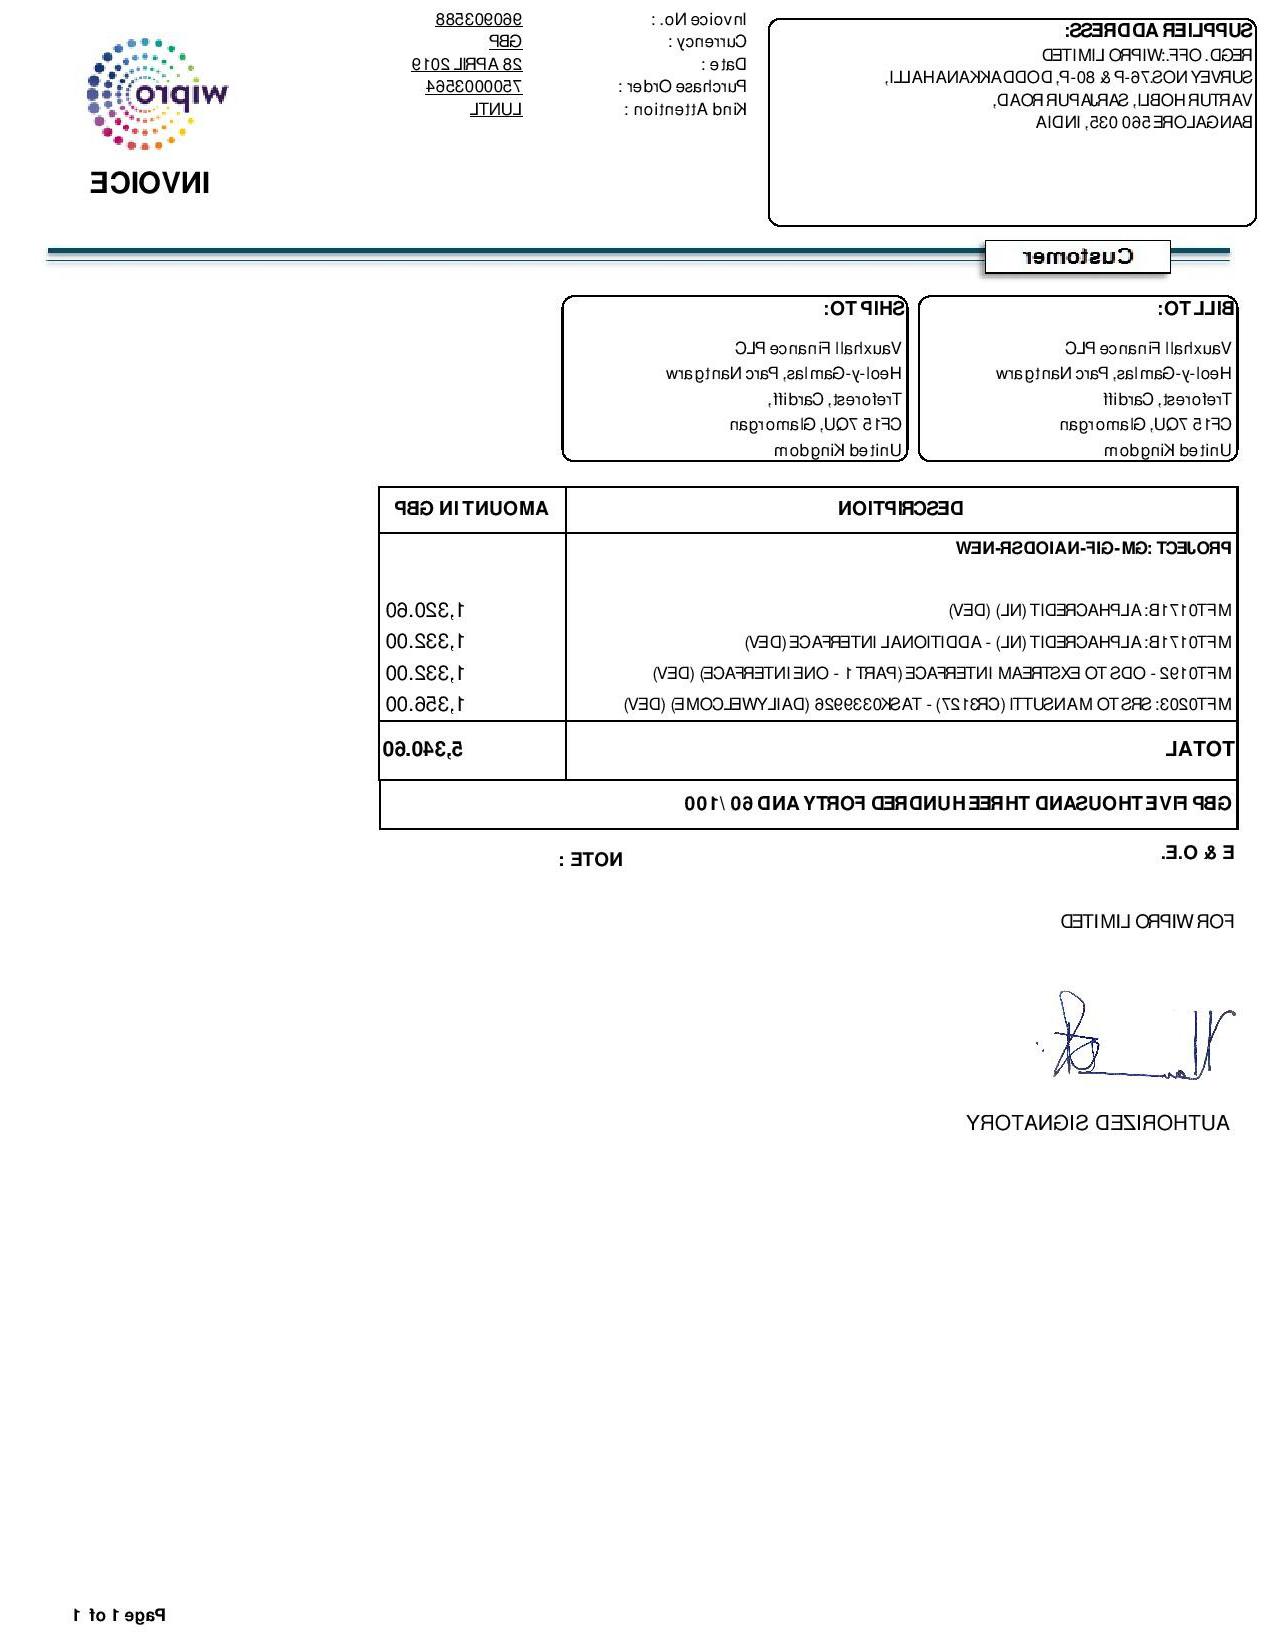 SUPPLIER ADDRESS:
REGD. OFF.:WIPRO LIMITED
SURVEY NOS76-P & 80-P, DODDAKKANAHALLI,
VARTUR HOBLI, SARJAPUR ROAD,
BANGALORE 560 035, INDIA
Invoice No. : 960903588
Currency : GBP
Date : 28 APRIL 2019
Purchase Order : 7500003564
Kind Attention : LUNTL
wipro
INVOICE
Customer
BILL TO:
Vauxhall Finance PLC
Heol-y-Gamlas, Parc Nantgarw
Treforest, Cardiff
CF15 7QU, Glamorgan
United Kingdom
SHIP TO:
Vauxhall Finance PLC
Heol-y-Gamlas, Parc Nantgarw
Treforest, Cardiff,
CF15 7QU, Glamorgan
United Kingdom
DESCRIPTION AMOUNT IN GBP
PROJECT :GM-GIF-NAIODSR-NEW
MFT0171B: ALPHACREDIT (NL) (DEV) 1,320.60
MFT0171B: ALPHACREDIT (NL) - ADDITIONAL INTERFACE (DEV) 1,332.00
MFT0192 - ODS TO EXSTREAM INTERFACE (PART 1 - ONE INTERFACE) (DEV) 1,332.00
MFT0203: SRS TO MANSUTTI (CR3127) - TASK0339926 (DAILYWELCOME) (DEV) 1,356.00
TOTAL 5,340.60
GBP FIVE THOUSAND THREE HUNDRED FORTY AND 60 /100
E & O.E. NOTE :
FOR WIPRO LIMITED
AUTHORIZED SIGNATORY
Page 1 of 1